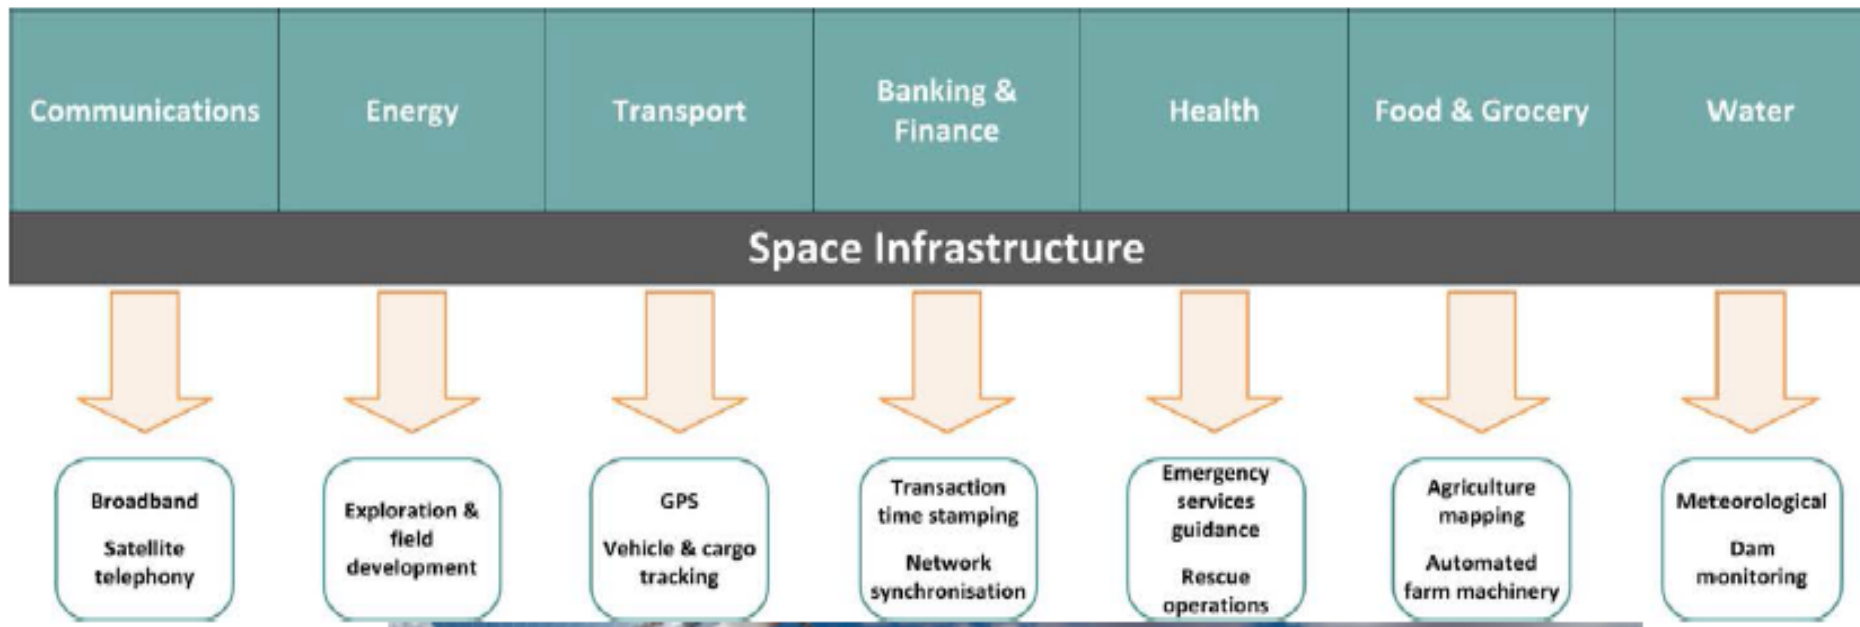 Communications
Energy
Transport
Banking &
Finance
Health
Food & Grocery
Water
Space Infrastructure
Broadband
Satellite
telephony
Exploration &
field
development
GPS
Vehicle & cargo
tracking
Transaction
time stamping
Network
synchronisation
Emergency
services
guidance
Rescue
operations
Agriculture
mapping
Automated
farm machinery
Meteorological
Dam
monitoring